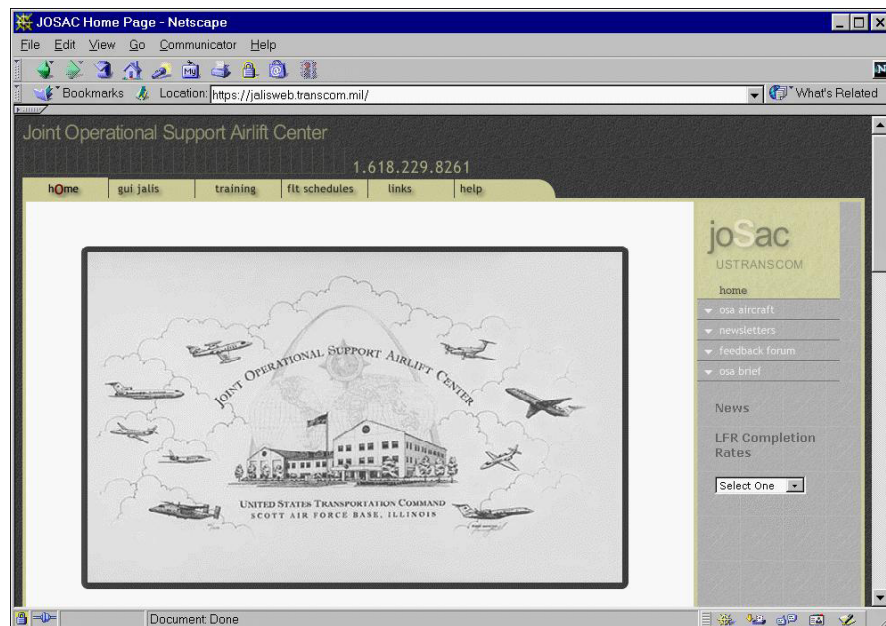 JOSAC Home Page - Netscape
File Edit View Go Communicator Help
My
N
Bookmarks Location: https://jalisweb.transcom.mil/ What's Related
Joint Operational Support Airlift Center
1.618.229.8261
hOme gui jalis training flt schedules links help
joSac
USTRANSCOM
home
osa aircraft
newsletters
feedback forum
osa brief
News
LFR Completion
Rates
Select One
JOINT OPERATIONAL SUPPORT AIRLIFT CENTER
UNITED STATES TRANSPORTATION COMMAND
SCOTT AIR FORCE BASE, ILLINOIS
Document: Done